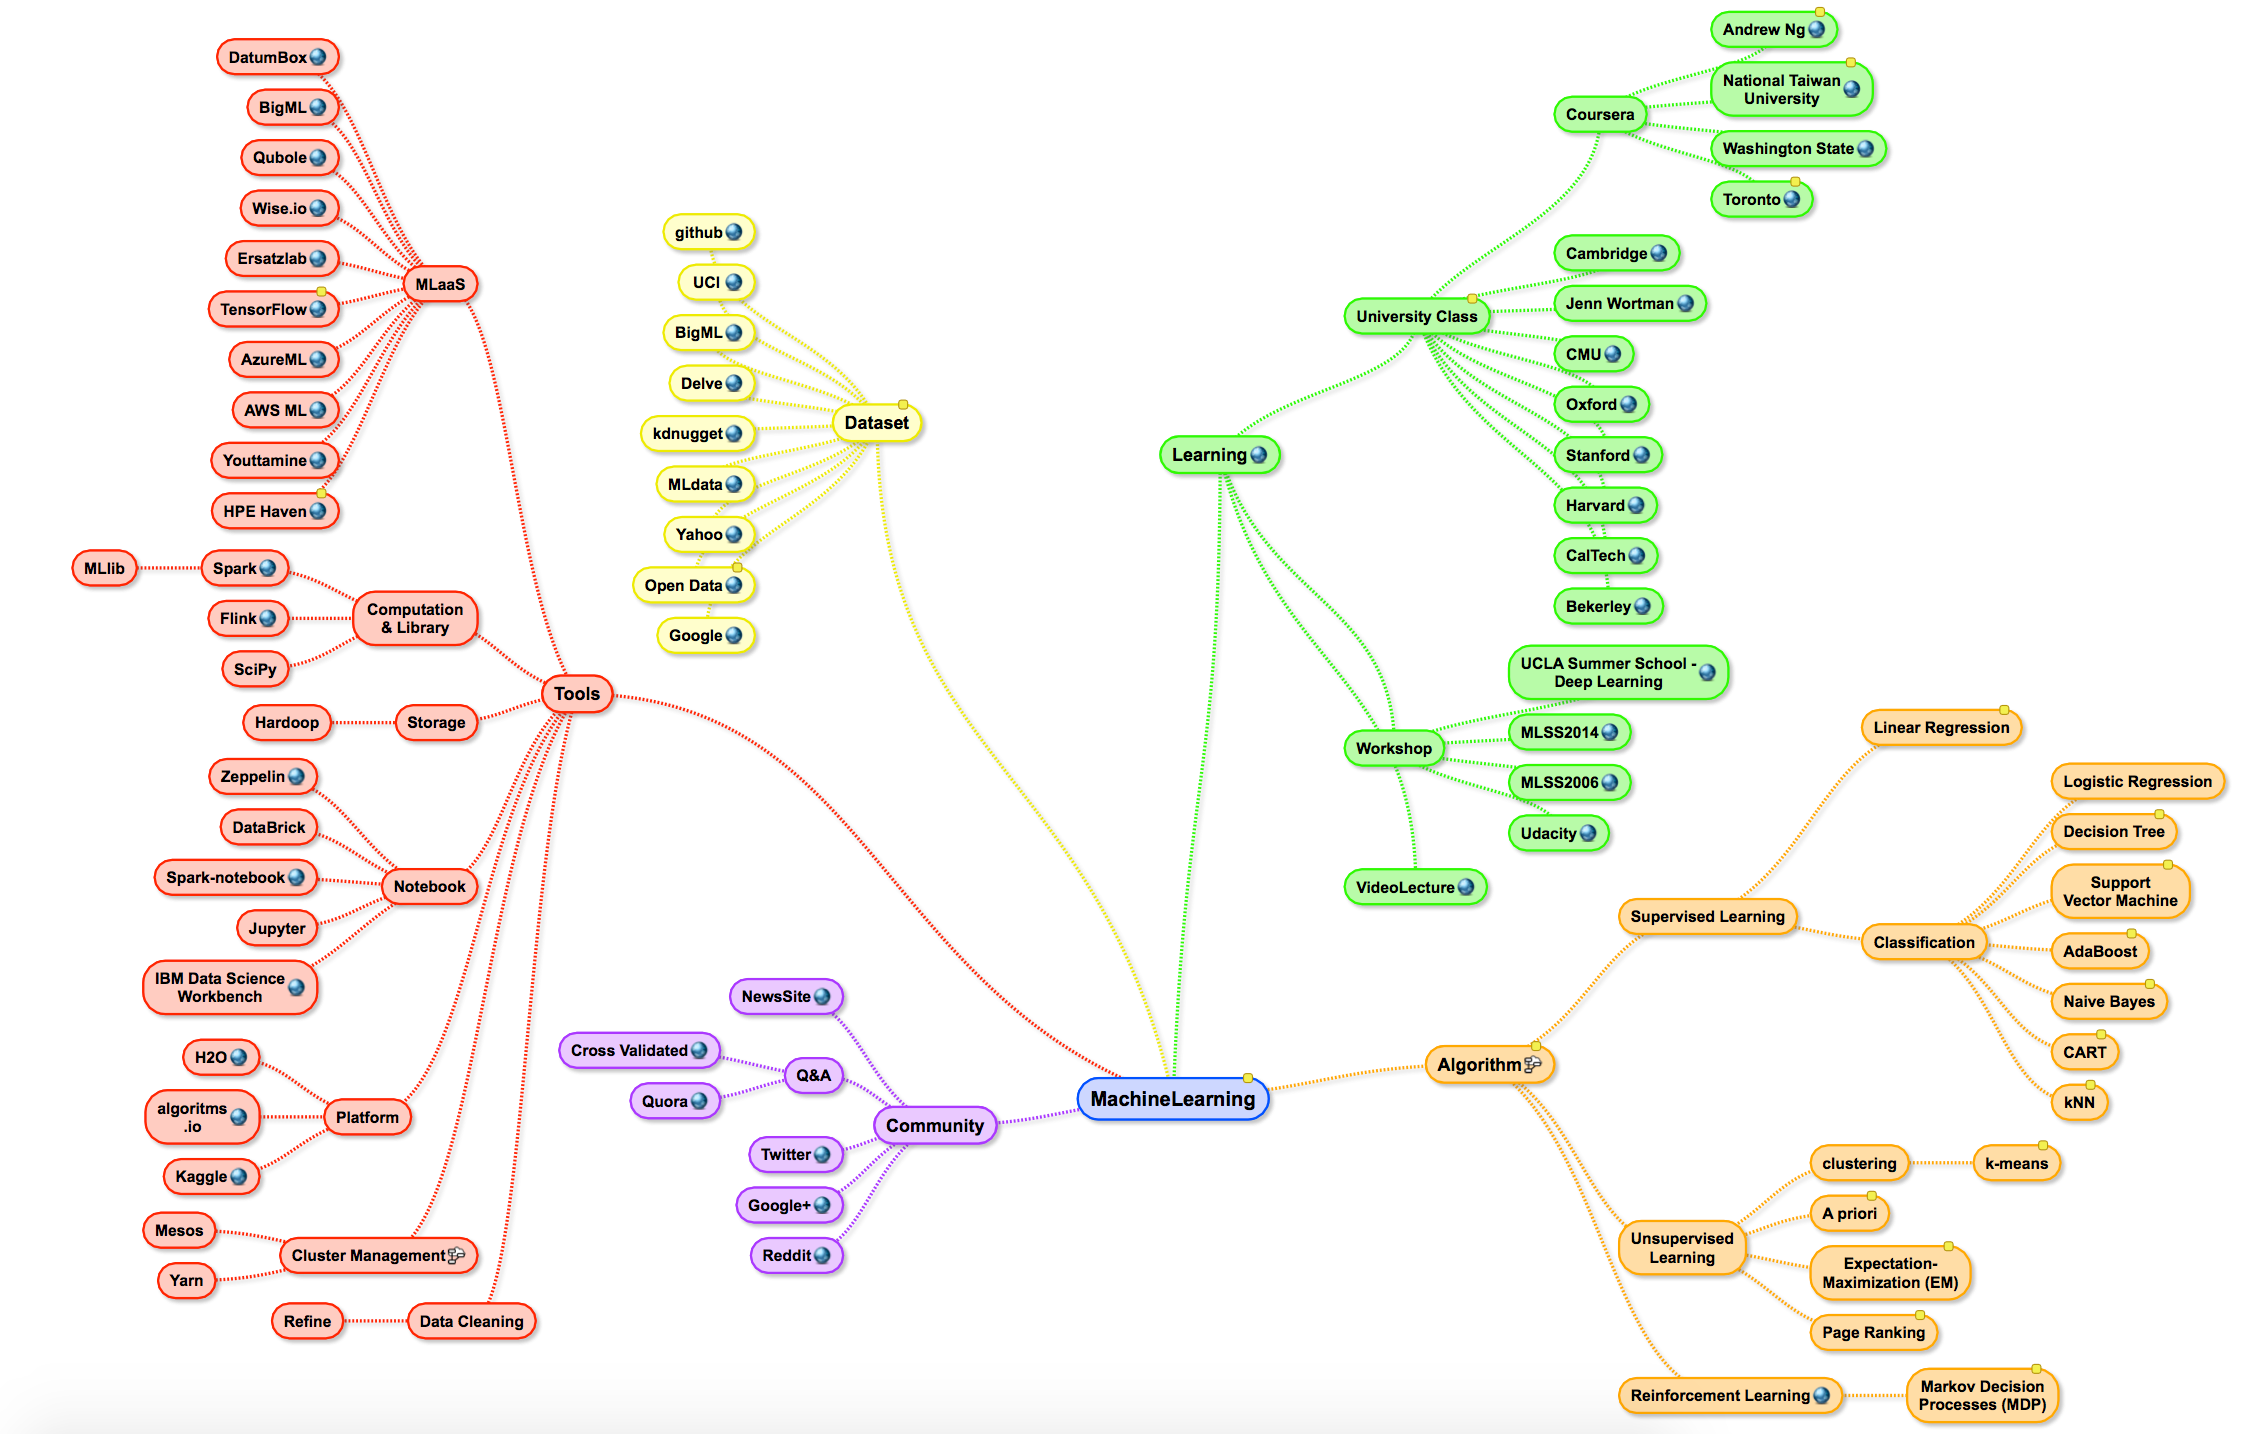 DatumBox
BigML
Qubole
Wise.io
Ersatzlab
TensorFlow
AzureML
AWS ML
Youttamine
HPE Haven
MLaaS
MLlib
Spark
Flink
SciPy
Computation
& Library
Hardoop
Storage
Tools
Zeppelin
DataBrick
Spark-notebook
Jupyter
IBM Data Science
Workbench
Notebook
H2O
algoritms
.io
Kaggle
Platform
Mesos
Yarn
Cluster Management
Refine
Data Cleaning
github
UCI
BigML
Delve
kdnugget
MLdata
Yahoo
Open Data
Google
Dataset
NewsSite
Cross Validated
Quora
Q&A
Twitter
Google+
Reddit
Community
MachineLearning
Learning
University Class
Coursera
Andrew Ng
National Taiwan
University
Washington State
Toronto
Cambridge
Jenn Wortman
CMU
Oxford
Stanford
Harvard
CalTech
Bekerley
Workshop
UCLA Summer School -
Deep Learning
MLSS2014
MLSS2006
Udacity
VideoLecture
Algorithm
Supervised Learning
Linear Regression
Classification
Logistic Regression
Decision Tree
Support
Vector Machine
AdaBoost
Naive Bayes
CART
kNN
Unsupervised
Learning
clustering
k-means
A priori
Expectation-
Maximization (EM)
Page Ranking
Reinforcement Learning
Markov Decision
Processes (MDP)